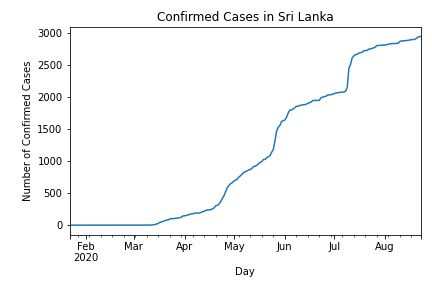 Confirmed Cases in Sri Lanka
Number of Confirmed Cases
3000
2500
2000
1500
1000
500
0
Feb Mar Apr May Jun Jul Aug
2020
Day